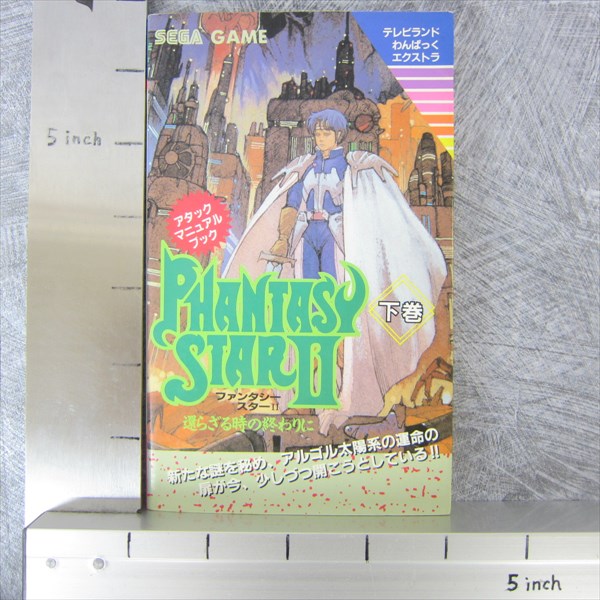 SEGA GAME
テレビランド
わんぱっく
エクストラ
5 inch
アタック
マニュアル
ブック
PHANTASY
STAR II
下巻
ファンタシー
スターII
還らざる時の終わりに
新たな謎を秘め、アルゴル太陽系の運命の
扉が今、少しづつ開こうとしている!!
5 inch